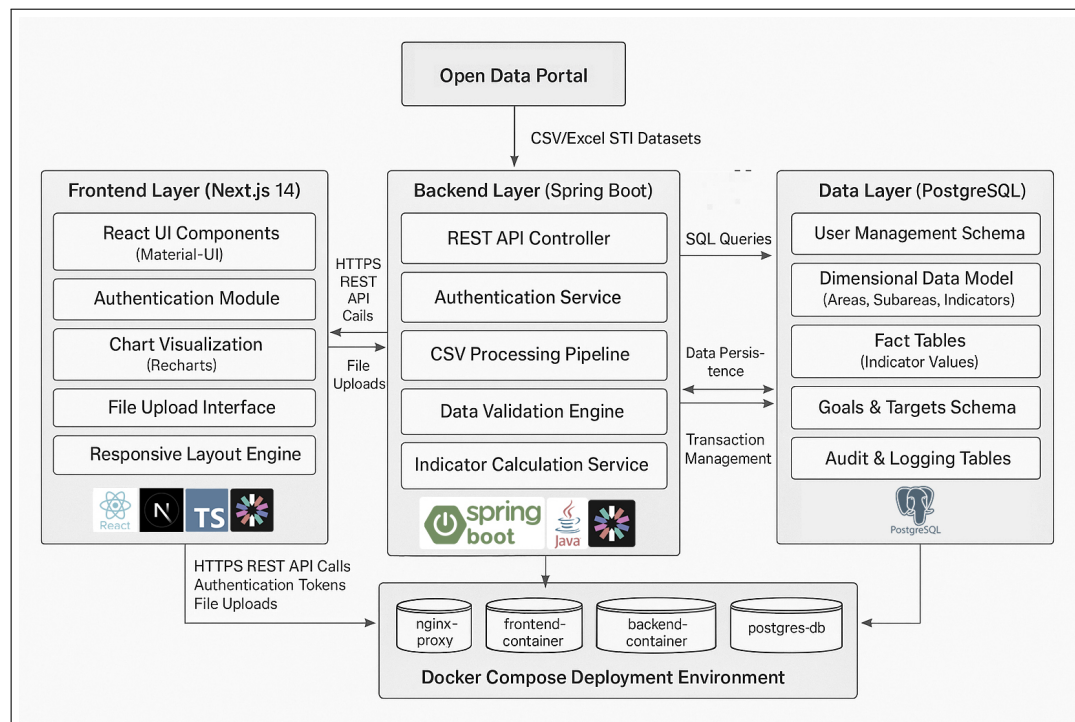 Open Data Portal
CSV/Excel STI Datasets
Frontend Layer (Next.js 14)
React UI Components
(Material-UI)
Authentication Module
Chart Visualization
(Recharts)
File Upload Interface
Responsive Layout Engine
React
N
TS
HTTPS
REST
API
Cails
File
Uploads
Backend Layer (Spring Boot)
REST API Controller
Authentication Service
CSV Processing Pipeline
Data Validation Engine
Indicator Calculation Service
spring
boot
Java
SQL Queries
Data Persis-
tence
Transaction
Management
Data Layer (PostgreSQL)
User Management Schema
Dimensional Data Model
(Areas, Subareas, Indicators)
Fact Tables
(Indicator Values)
Goals & Targets Schema
Audit & Logging Tables
PostgreSQL
HTTPS REST API Calls
Authentication Tokens
File Uploads
nginx-
proxy
frontend-
container
backend-
container
postgres-db
Docker Compose Deployment Environment